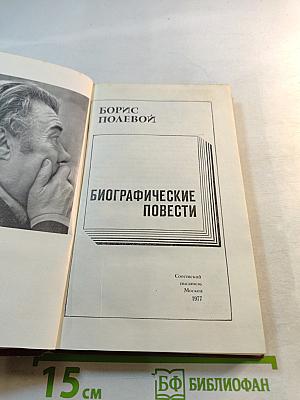 БОРИС
ПОЛЕВОЙ
БИОГРАФИЧЕСКИЕ
ПОВЕСТИ
Советский
писатель
Москва
1977
15 см
БФ БИБЛИОФАН